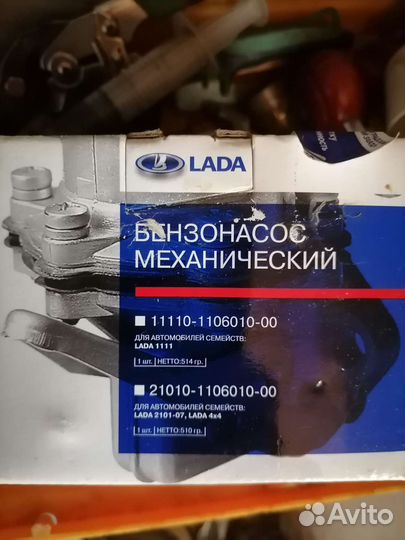 LADA
БЕНЗОНАСОС
МЕХАНИЧЕСКИЙ
11110-1106010-00
ДЛЯ АВТОМОБИЛЕЙ СЕМЕЙСТВ:
LADA 1111
1 шт. НЕТТО:514 гр.
21010-1106010-00
ДЛЯ АВТОМОБИЛЕЙ СЕМЕЙСТВ:
LADA 2101-07, LADA 4x4
1 шт. НЕТТО:510 гр.
Avito